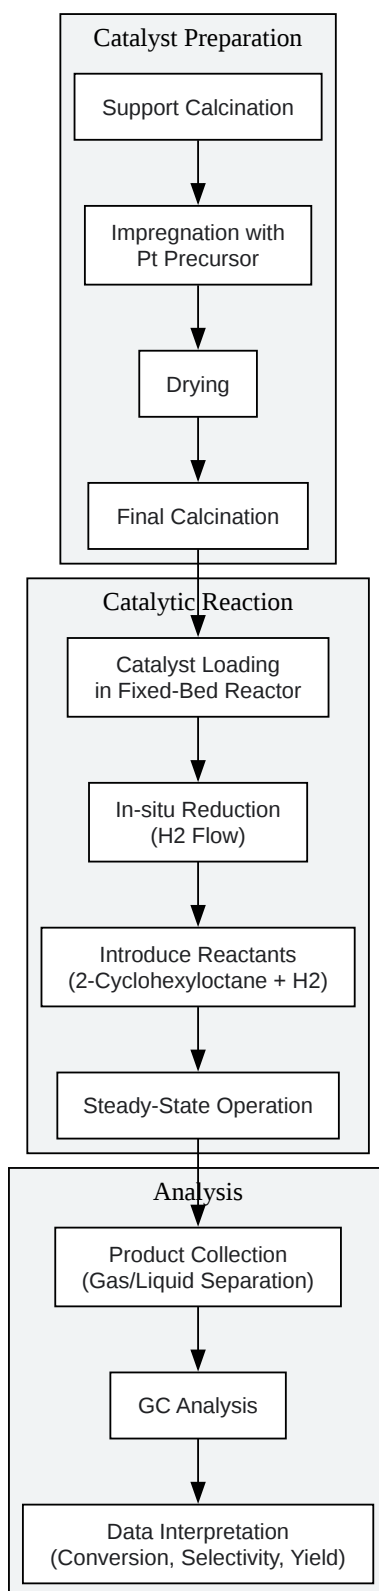 Catalyst Preparation
Support Calcination
Impregnation with
Pt Precursor
Drying
Final Calcination
Catalytic Reaction
Catalyst Loading
in Fixed-Bed Reactor
In-situ Reduction
(H2 Flow)
Introduce Reactants
(2-Cyclohexyloctane + H2)
Steady-State Operation
Analysis
Product Collection
(Gas/Liquid Separation)
GC Analysis
Data Interpretation
(Conversion, Selectivity, Yield)